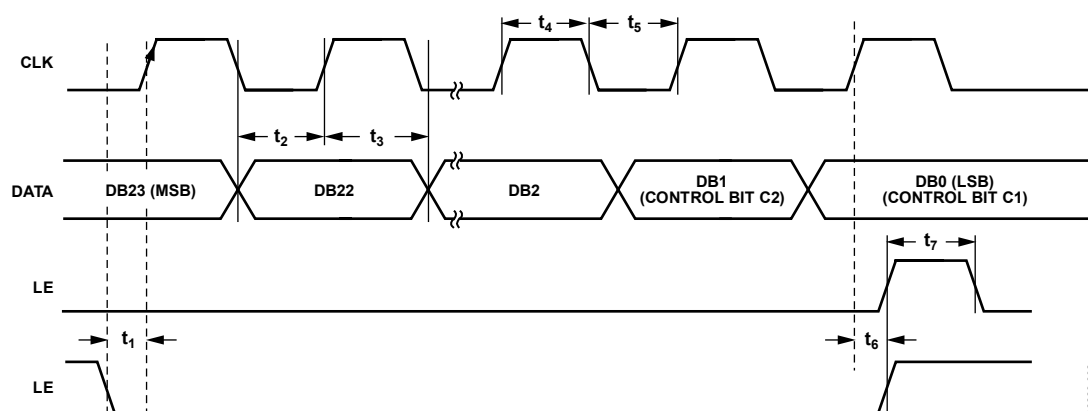 t4
t5
CLK
t2
t3
DATA
DB23 (MSB)
DB22
DB2
DB1
(CONTROL BIT C2)
DB0 (LSB)
(CONTROL BIT C1)
t7
LE
t1
t6
LE